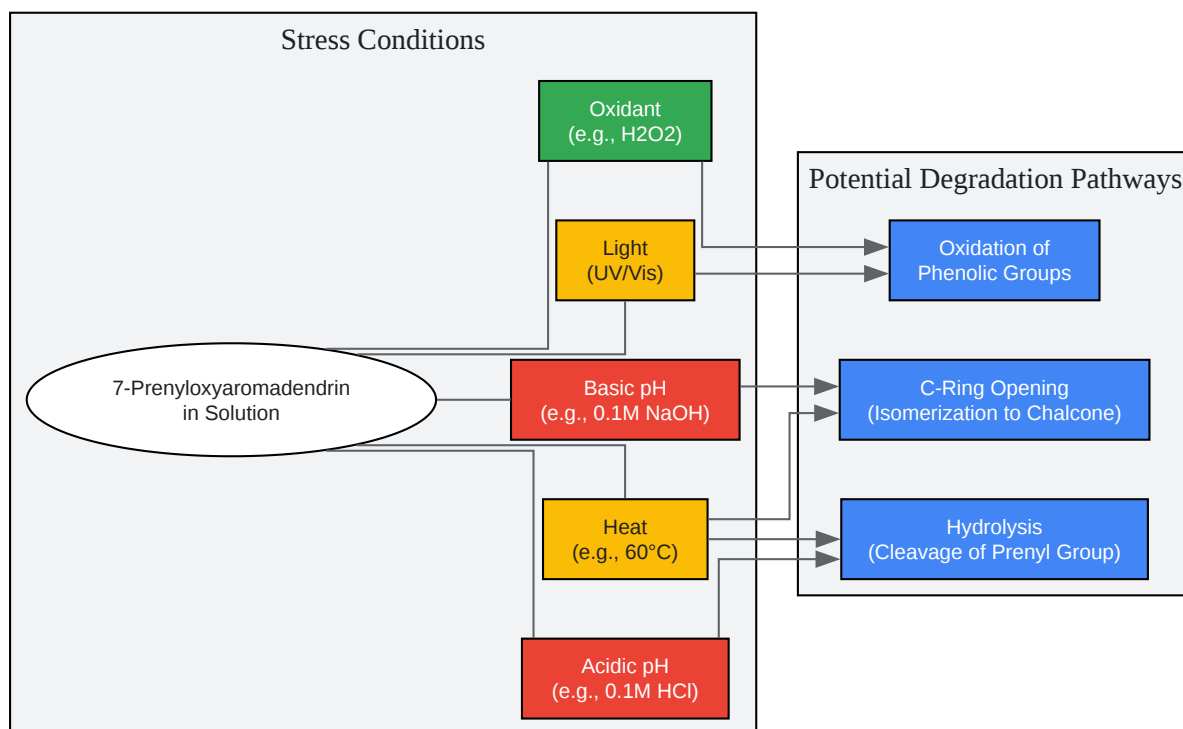 Stress Conditions
Oxidant
(e.g., H2O2)
Potential Degradation Pathways
Light
(UV/Vis)
Oxidation of
Phenolic Groups
7-Prenyloxyaromadendrin
in Solution
Basic pH
(e.g., 0.1M NaOH)
C-Ring Opening
(Isomerization to Chalcone)
Heat
(e.g., 60°C)
Hydrolysis
(Cleavage of Prenyl Group)
Acidic pH
(e.g., 0.1M HCl)